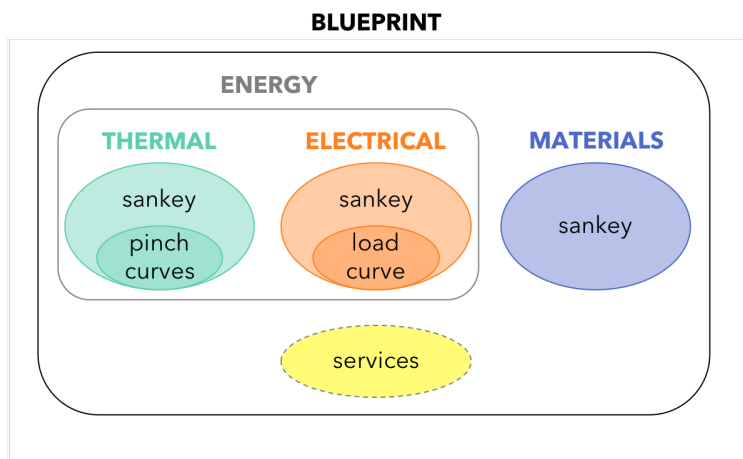 BLUEPRINT
ENERGY
THERMAL
ELECTRICAL
MATERIALS
sankey
pinch
curves
sankey
load
curve
sankey
services